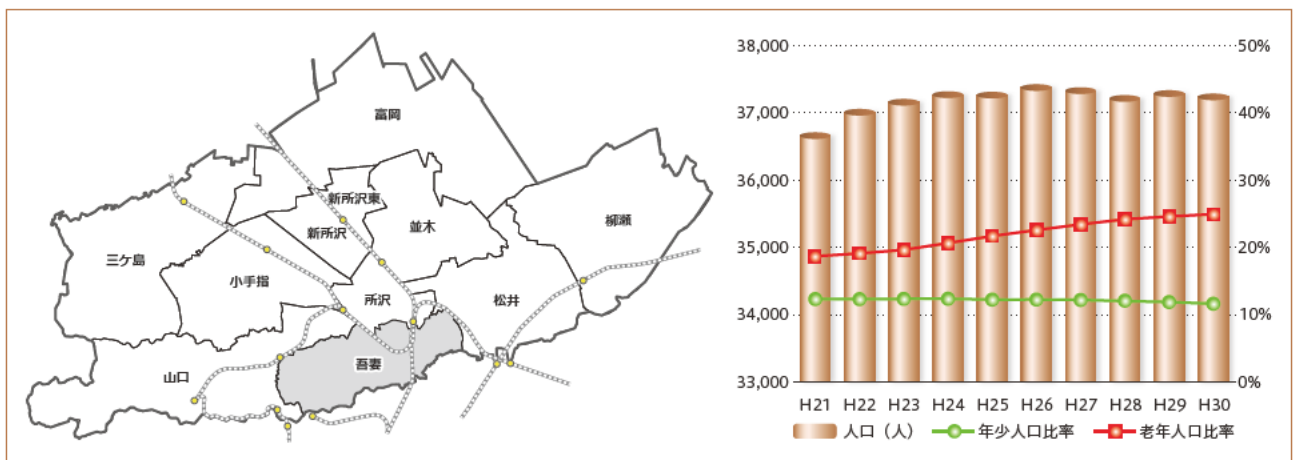 富岡
新所沢東
新所沢
並木
柳瀬
三ケ島
小手指
所沢
松井
吾妻
山口
38,000
37,000
36,000
35,000
34,000
33,000
50%
40%
30%
20%
10%
0%
H21 H22 H23 H24 H25 H26 H27 H28 H29 H30
人口（人） 年少人口比率 老年人口比率